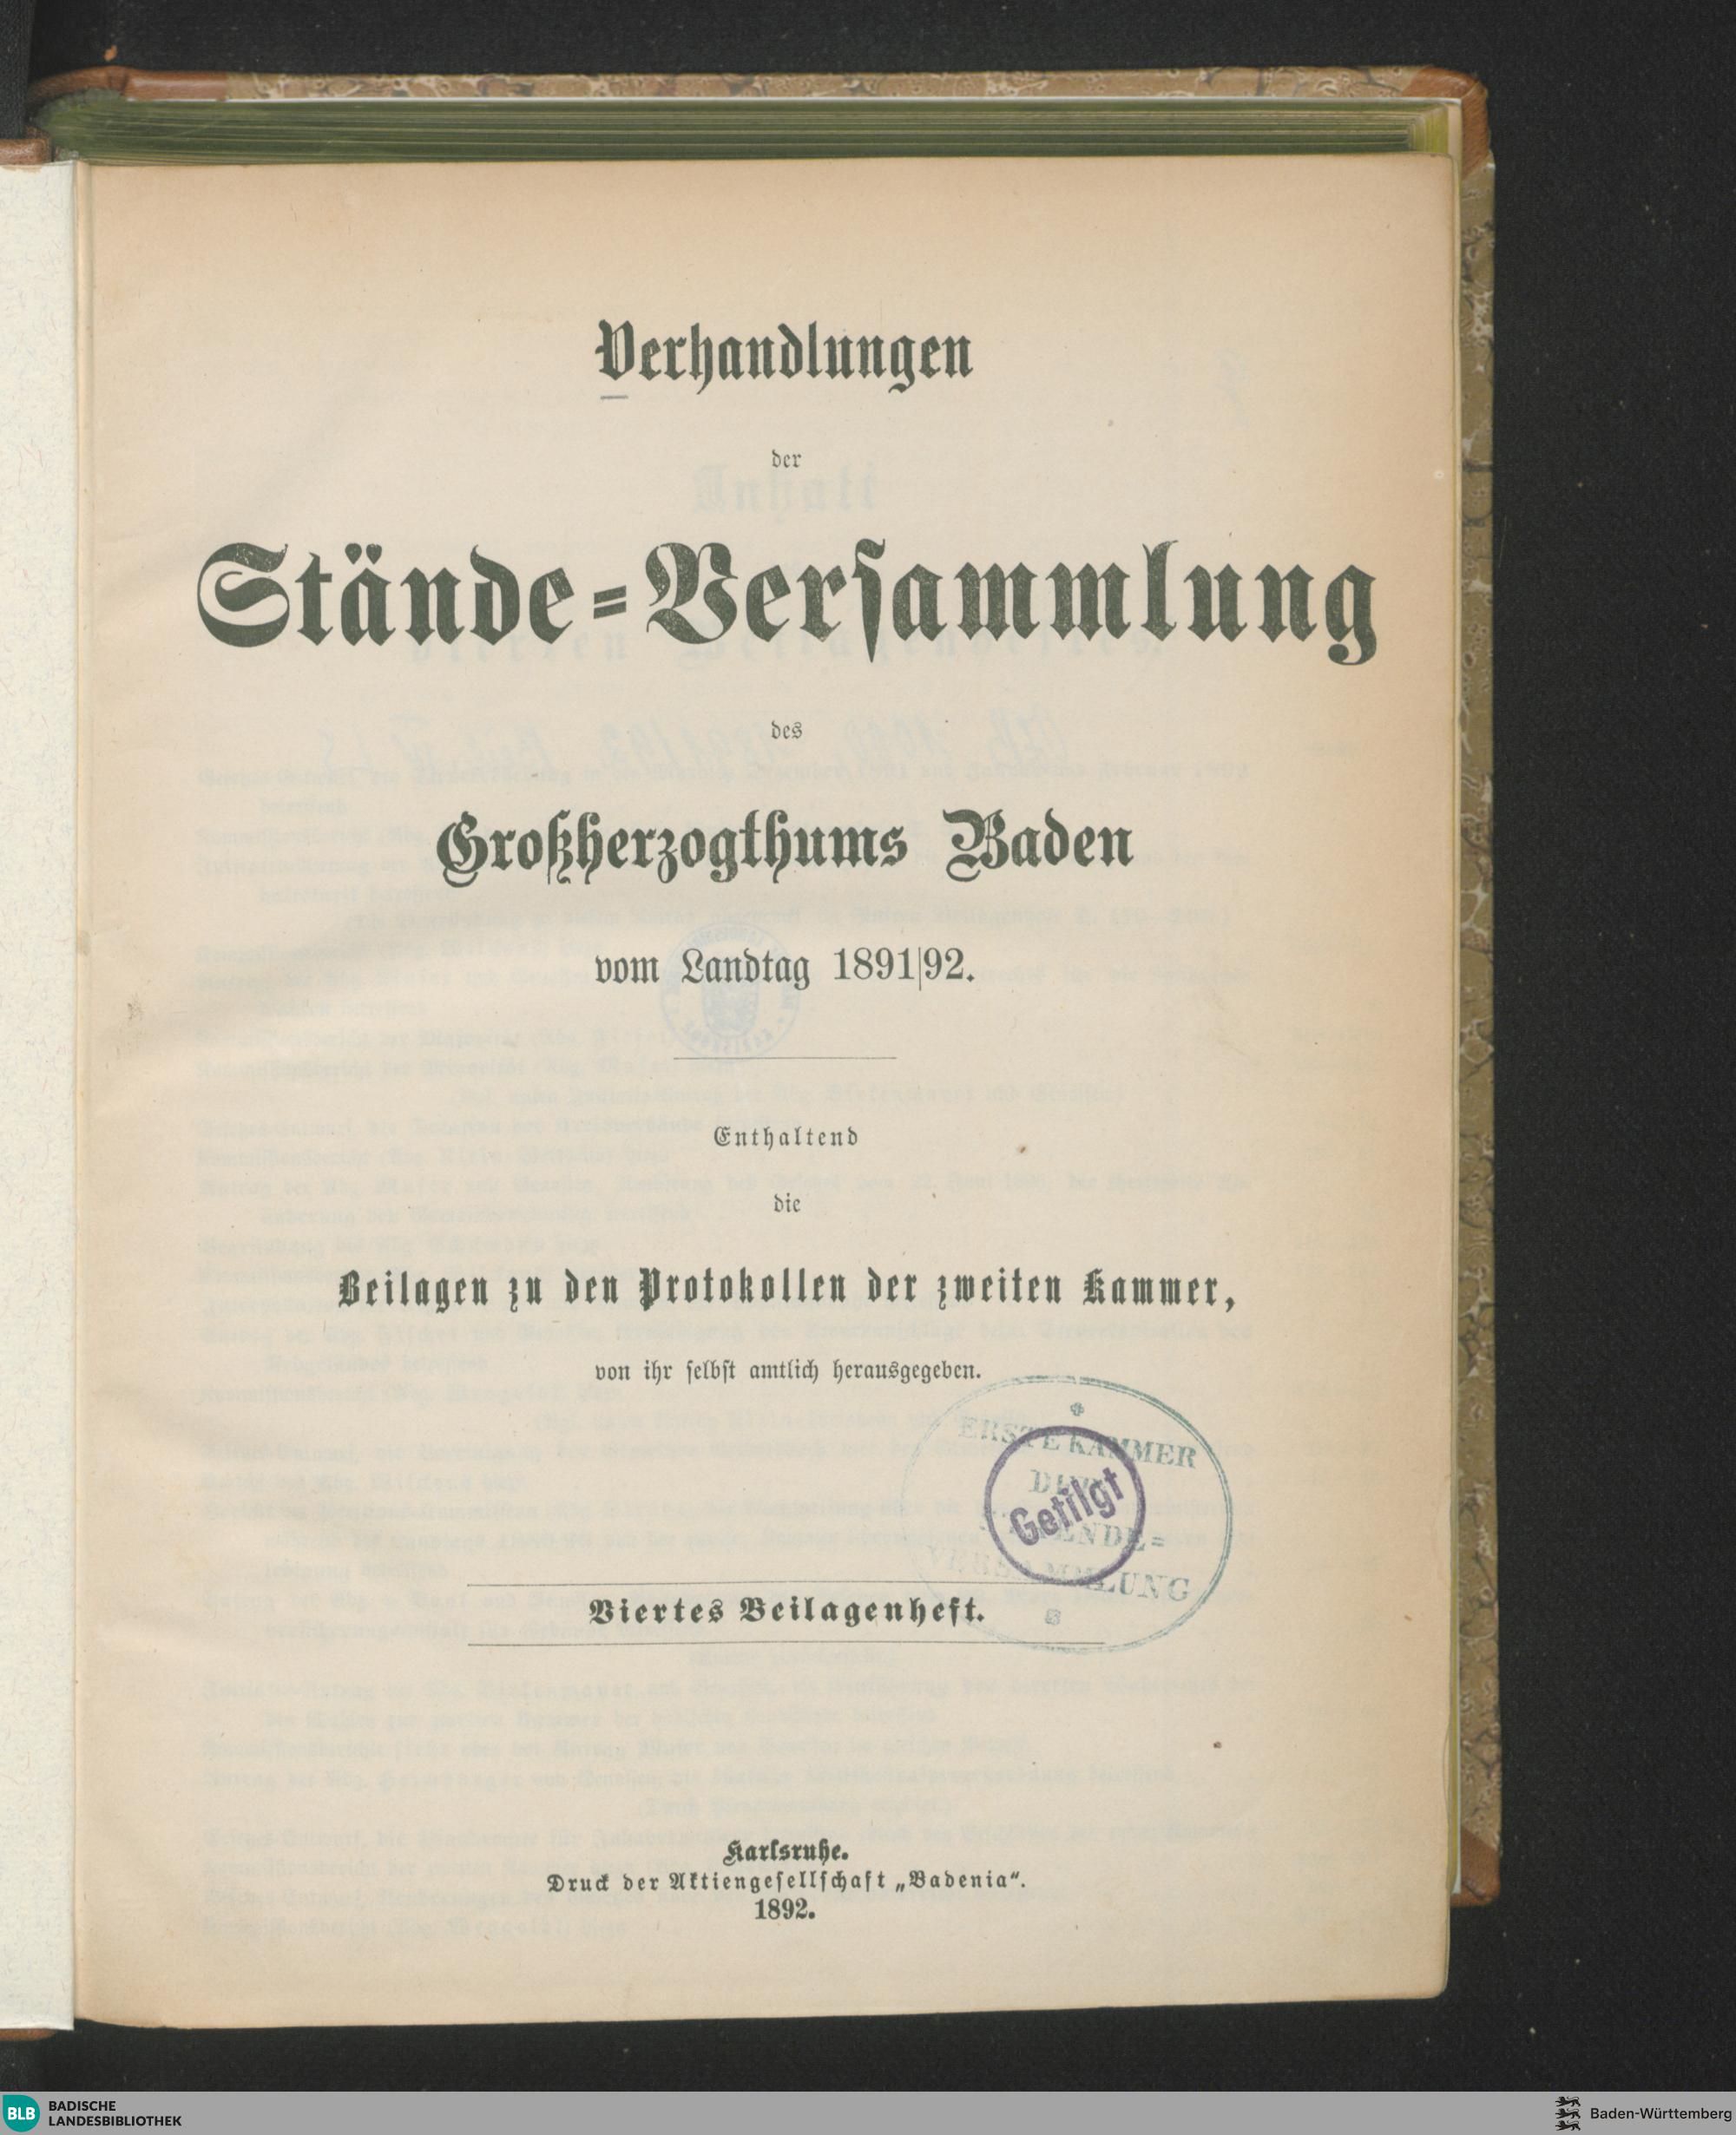 Verhandlungen
der
Stände=Versammlung
des
Großherzogthums Baden
vom Landtag 1891|92.
Enthaltend
die
Beilagen zu den Protokollen der zweiten Kammer,
von ihr selbst amtlich herausgegeben.
ERSTE KAMMER
Getilgt
VERSAMMLUNG
Viertes Beilagenheft.
Karlsruhe.
Druck der Aktiengesellschaft „Badenia“.
1892.
BLB BADISCHE
LANDESBIBLIOTHEK
Baden-Württemberg